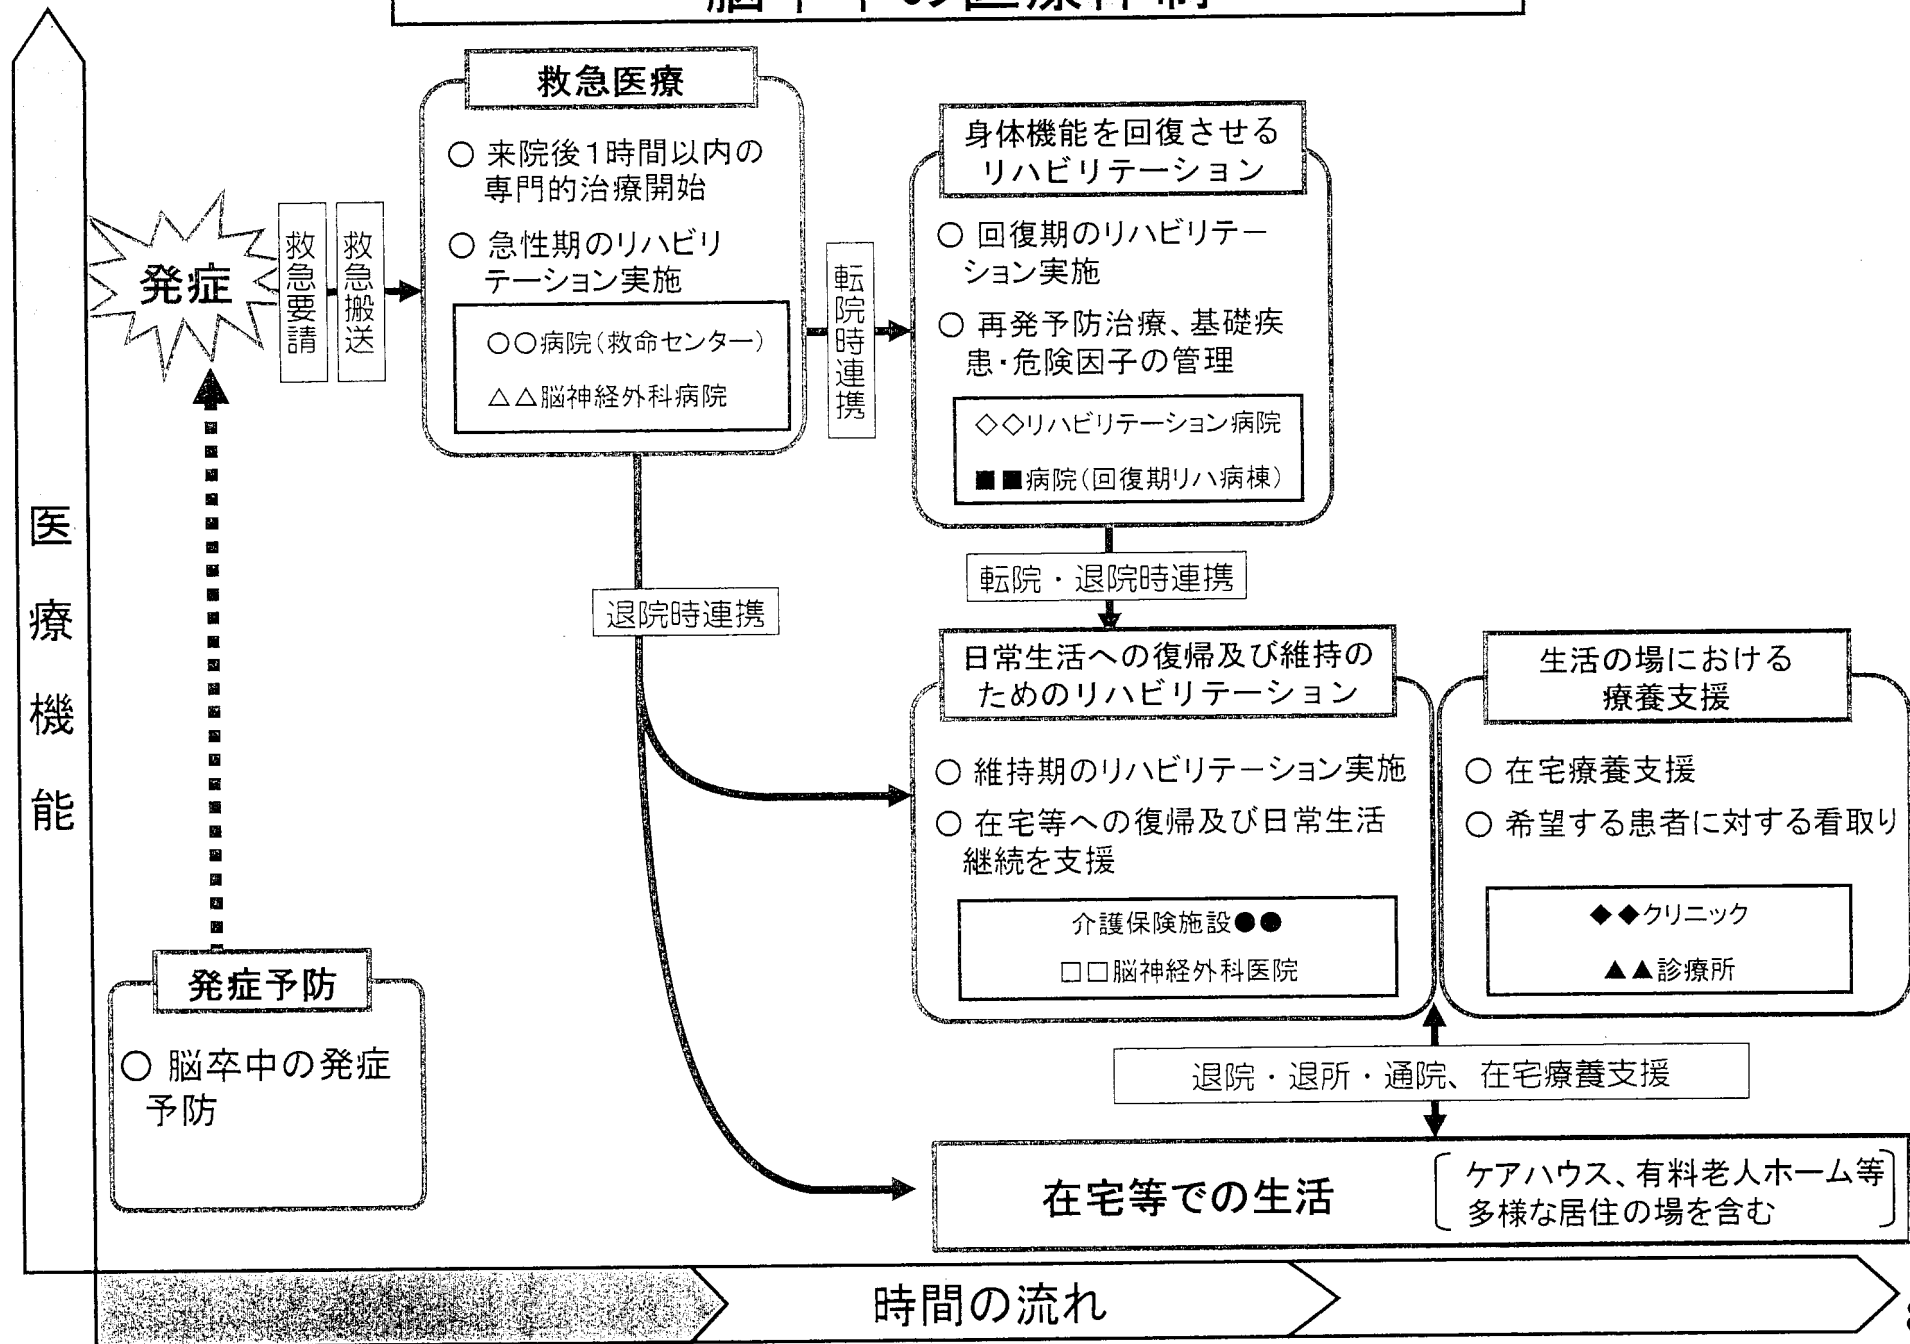 救急医療
○ 来院後1時間以内の
専門的治療開始
○ 急性期のリハビリ
テーション実施
○○病院(救命センター)
△△脳神経外科病院
発症
救急要請
救急搬送
転院時連携
身体機能を回復させる
リハビリテーション
○ 回復期のリハビリテー
ション実施
○ 再発予防治療、基礎疾
患・危険因子の管理
◇◇リハビリテーション病院
■■病院(回復期リハ病棟)
医療機能
退院時連携
転院・退院時連携
日常生活への復帰及び維持の
ためのリハビリテーション
○ 維持期のリハビリテーション実施
○ 在宅等への復帰及び日常生活
継続を支援
介護保険施設●●
□□脳神経外科医院
生活の場における
療養支援
○ 在宅療養支援
○ 希望する患者に対する看取り
◆◆クリニック
▲▲診療所
発症予防
○ 脳卒中の発症
予防
退院・退所・通院、在宅療養支援
在宅等での生活
ケアハウス、有料老人ホーム等
多様な居住の場を含む
時間の流れ